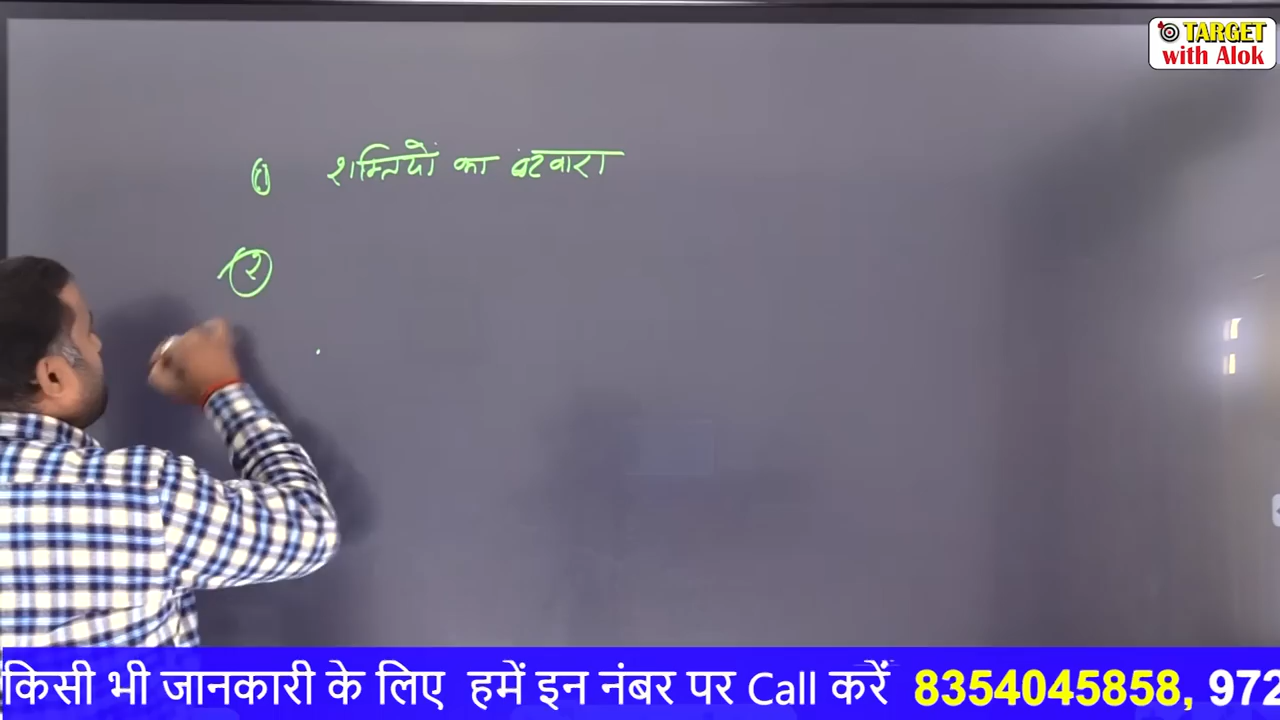 TARGET
with Alok
① शक्तियों का बंटवारा
②
किसी भी जानकारी के लिए हमें इन नंबर पर Call करें 8354045858, 972